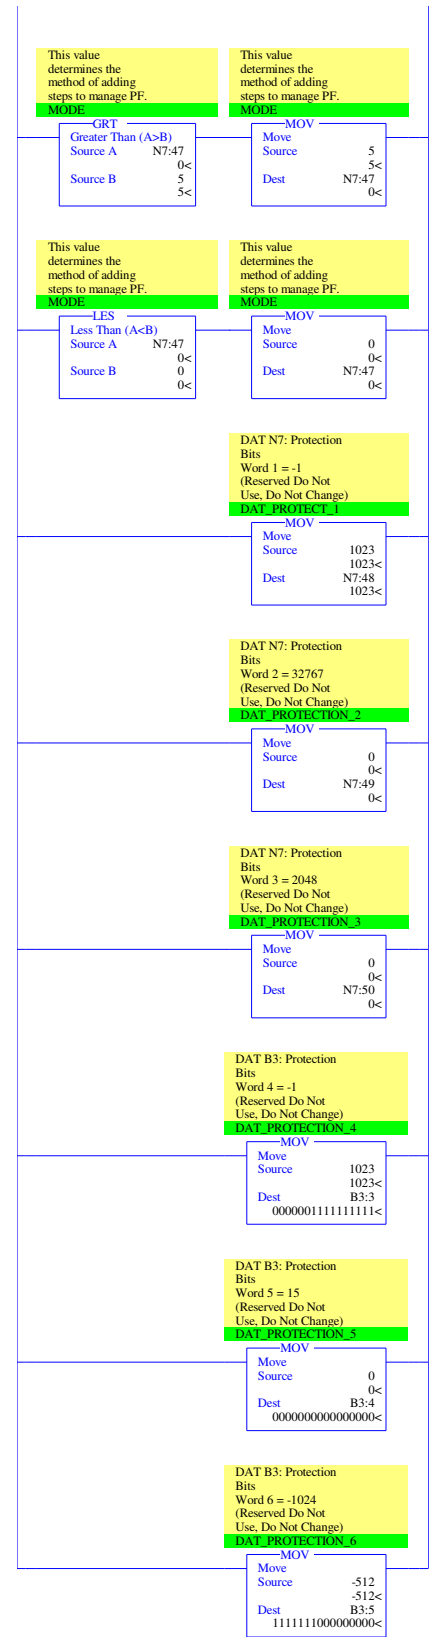 This value
determines the
method of adding
steps to manage PF.
MODE
GRT
Greater Than (A>B)
Source A N7:47
0<
Source B 5
5<
This value
determines the
method of adding
steps to manage PF.
MODE
MOV
Move
Source 5
5<
Dest N7:47
0<
This value
determines the
method of adding
steps to manage PF.
MODE
LES
Less Than (A<B)
Source A N7:47
0<
Source B 0
0<
This value
determines the
method of adding
steps to manage PF.
MODE
MOV
Move
Source 0
0<
Dest N7:47
0<
DAT N7: Protection
Bits
Word 1 = -1
(Reserved Do Not
Use, Do Not Change)
DAT_PROTECT_1
MOV
Move
Source 1023
1023<
Dest N7:48
1023<
DAT N7: Protection
Bits
Word 2 = 32767
(Reserved Do Not
Use, Do Not Change)
DAT_PROTECTION_2
MOV
Move
Source 0
0<
Dest N7:49
0<
DAT N7: Protection
Bits
Word 3 = 2048
(Reserved Do Not
Use, Do Not Change)
DAT_PROTECTION_3
MOV
Move
Source 0
0<
Dest N7:50
0<
DAT B3: Protection
Bits
Word 4 = -1
(Reserved Do Not
Use, Do Not Change)
DAT_PROTECTION_4
MOV
Move
Source 1023
1023<
Dest B3:3
0000001111111111<
DAT B3: Protection
Bits
Word 5 = 15
(Reserved Do Not
Use, Do Not Change)
DAT_PROTECTION_5
MOV
Move
Source 0
0<
Dest B3:4
0000000000000000<
DAT B3: Protection
Bits
Word 6 = -1024
(Reserved Do Not
Use, Do Not Change)
DAT_PROTECTION_6
MOV
Move
Source -512
-512<
Dest B3:5
1111111000000000<